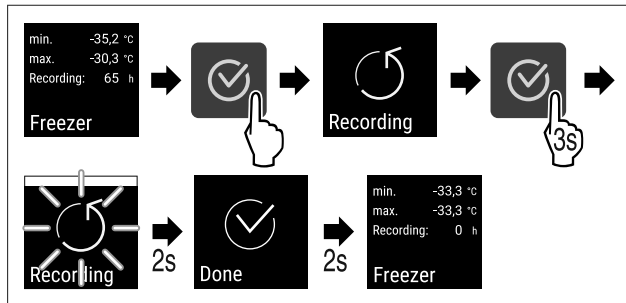 min. -35,2 °C
max. -30,3 °C
Recording: 65 h
Freezer
Recording
3s
Recording
2s
Done
2s
min. -33,3 °C
max. -33,3 °C
Recording: 0 h
Freezer